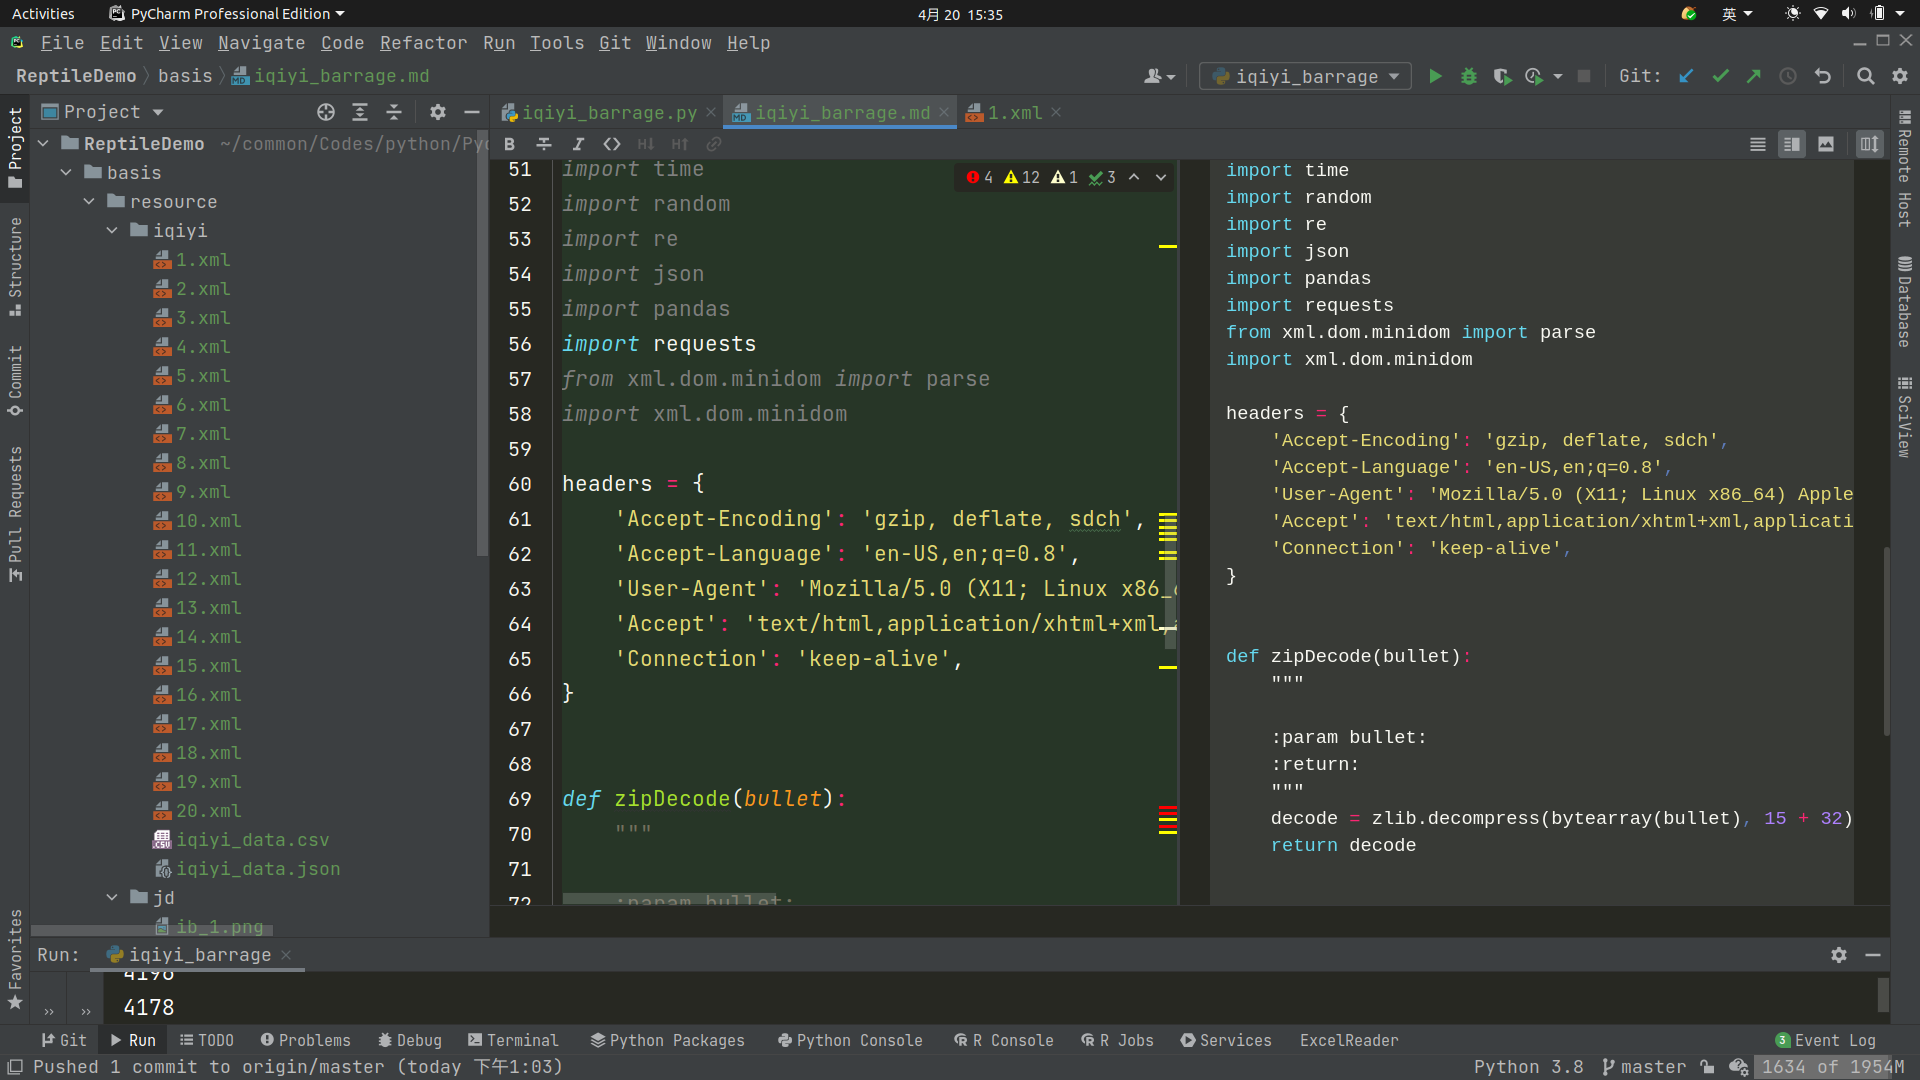 Activities
PyCharm Professional Edition
4月 20 15:35
英
File Edit View Navigate Code Refactor Run Tools Git Window Help
ReptileDemo basis iqiyi_barrage.md
iqiyi_barrage
Git:
Project
iqiyi_barrage.py
iqiyi_barrage.md
1.xml
Project
Structure
Commit
Pull Requests
Favorites
ReptileDemo ~/common/Codes/python/Pyc
basis
resource
iqiyi
1.xml
2.xml
3.xml
4.xml
5.xml
6.xml
7.xml
8.xml
9.xml
10.xml
11.xml
12.xml
13.xml
14.xml
15.xml
16.xml
17.xml
18.xml
19.xml
20.xml
iqiyi_data.csv
iqiyi_data.json
jd
ib_1.png
4 12 1 3
51 import time
52 import random
53 import re
54 import json
55 import pandas
56 import requests
57 from xml.dom.minidom import parse
58 import xml.dom.minidom
59
60 headers = {
61 'Accept-Encoding': 'gzip, deflate, sdch',
62 'Accept-Language': 'en-US,en;q=0.8',
63 'User-Agent': 'Mozilla/5.0 (X11; Linux x86_6
64 'Accept': 'text/html,application/xhtml+xml,a
65 'Connection': 'keep-alive',
66 }
67
68
69 def zipDecode(bullet):
70 """
71
72 :param bullet:
import time
import random
import re
import json
import pandas
import requests
from xml.dom.minidom import parse
import xml.dom.minidom
headers = {
'Accept-Encoding': 'gzip, deflate, sdch',
'Accept-Language': 'en-US,en;q=0.8',
'User-Agent': 'Mozilla/5.0 (X11; Linux x86_64) Apple
'Accept': 'text/html,application/xhtml+xml,applicati
'Connection': 'keep-alive',
}
def zipDecode(bullet):
"""
:param bullet:
:return:
"""
decode = zlib.decompress(bytearray(bullet), 15 + 32)
return decode
Remote Host
Database
SciView
Run: iqiyi_barrage
4196
4178
Git Run TODO Problems Debug Terminal Python Packages Python Console R Console R Jobs Services ExcelReader
3 Event Log
Pushed 1 commit to origin/master (today 下午1:03)
Python 3.8 master 1634 of 1954M